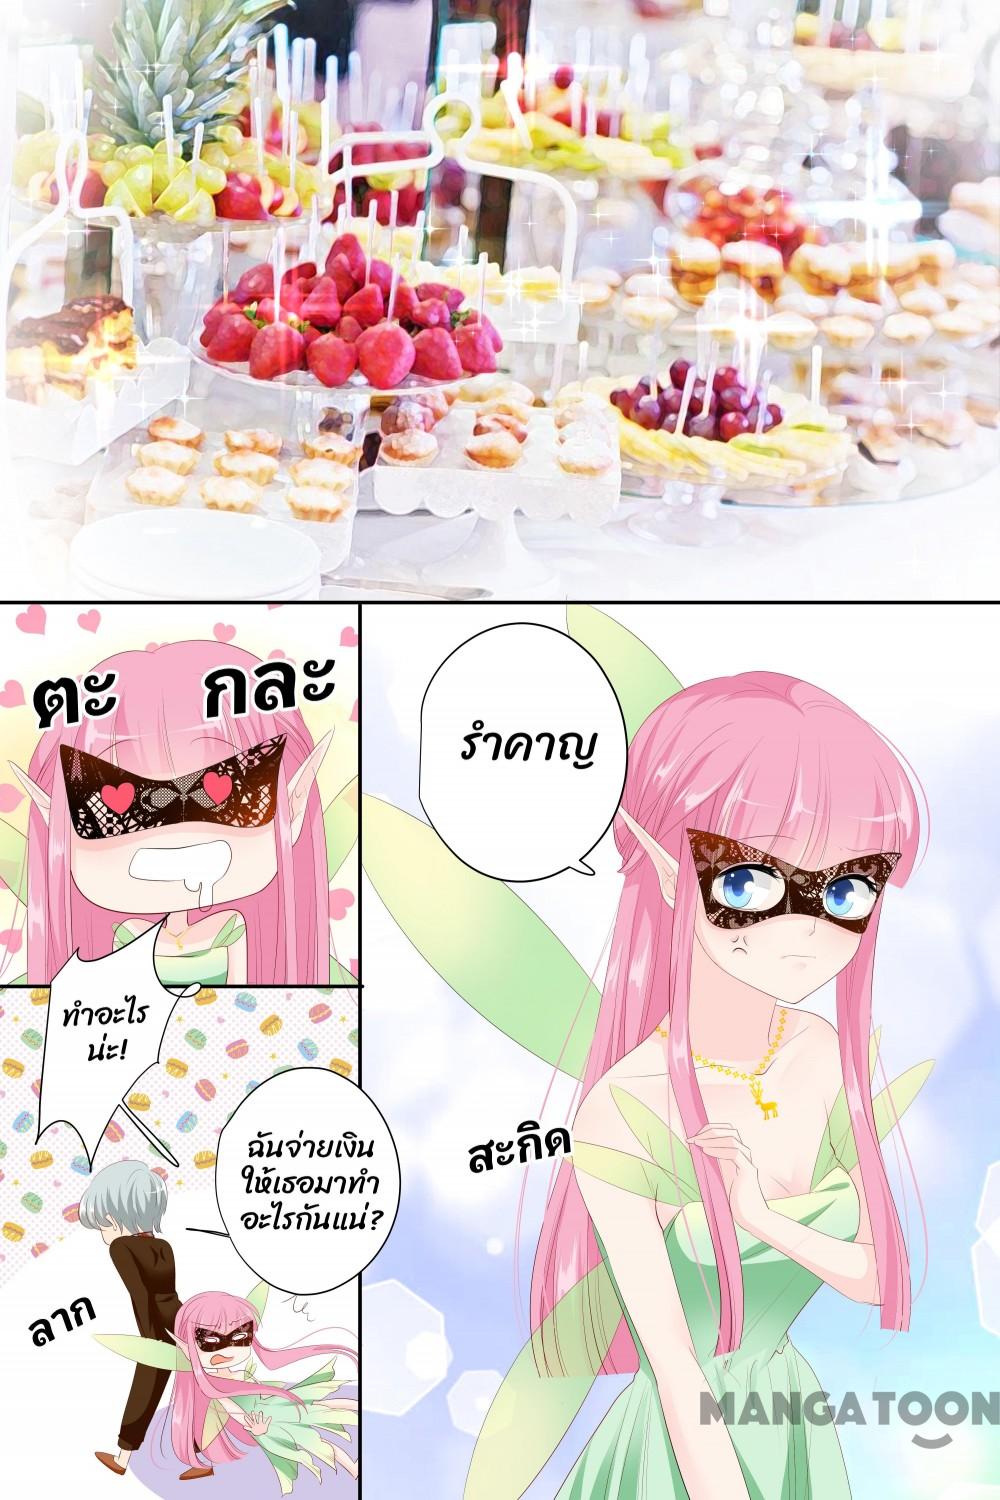 ตะ กละ
ทำอะไร
น่ะ!
ฉันจ่ายเงิน
ให้เธอมาทำ
อะไรกันแน่?
ลาก
รำคาญ
สะกิด
MANGATOON